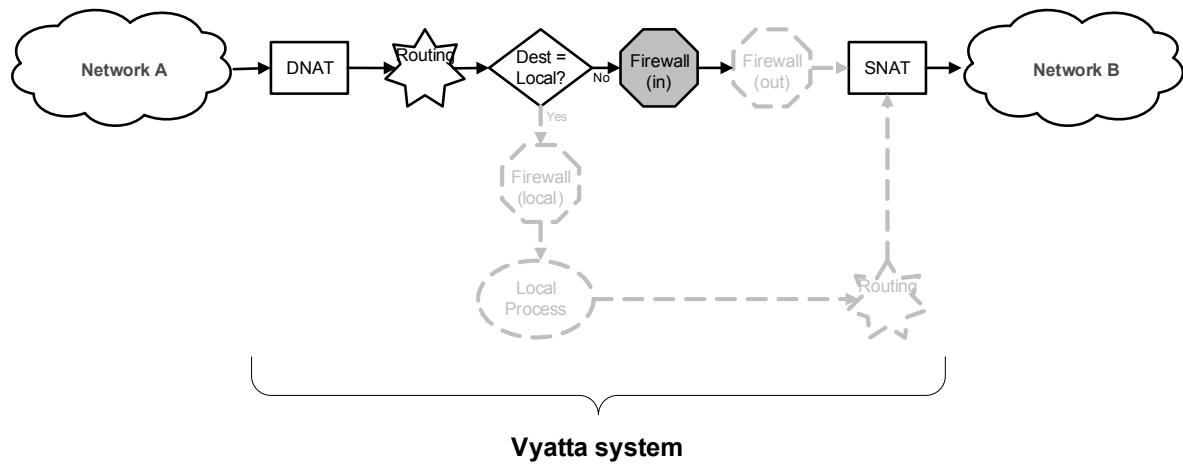 Network A
DNAT
Routing
Dest =
Local?
No
Firewall
(in)
Firewall
(out)
SNAT
Network B
Yes
Firewall
(local)
Local
Process
Routing
Vyatta system